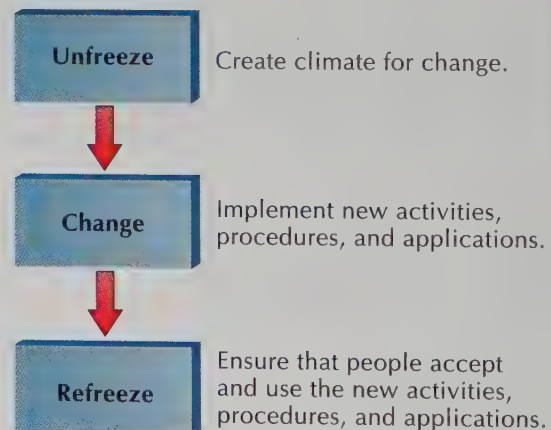 Unfreeze
Create climate for change.
Change
Implement new activities,
procedures, and applications.
Refreeze
Ensure that people accept
and use the new activities,
procedures, and applications.